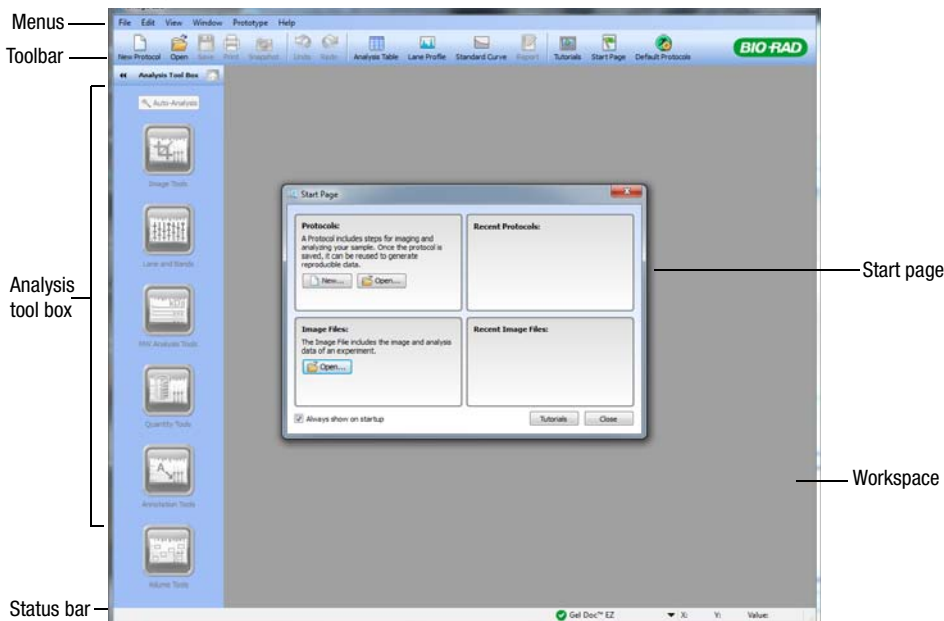 Menus
Toolbar
Analysis
tool box
Status bar
Start page
Workspace
File Edit View Window Prototype Help
New Protocol Open Save Print Snapshot Undo Redo Analysis Table Lane Profile Standard Curve Report Tutorials Start Page Default Protocols
BIO-RAD
Analysis Tool Box
Auto-Analysis
Image Tools
Lane and Bands
MW Analysis Tools
Quantity Tools
Annotation Tools
Volume Tools
Start Page
Protocols:
A Protocol includes steps for imaging and
analyzing your sample. Once the protocol is
saved, it can be reused to generate
reproducible data.
New... Open...
Recent Protocols:
Image Files:
The Image File includes the image and analysis
data of an experiment.
Open...
Recent Image Files:
Always show on startup
Tutorials Close
Gel Doc™ EZ X: Y: Value: